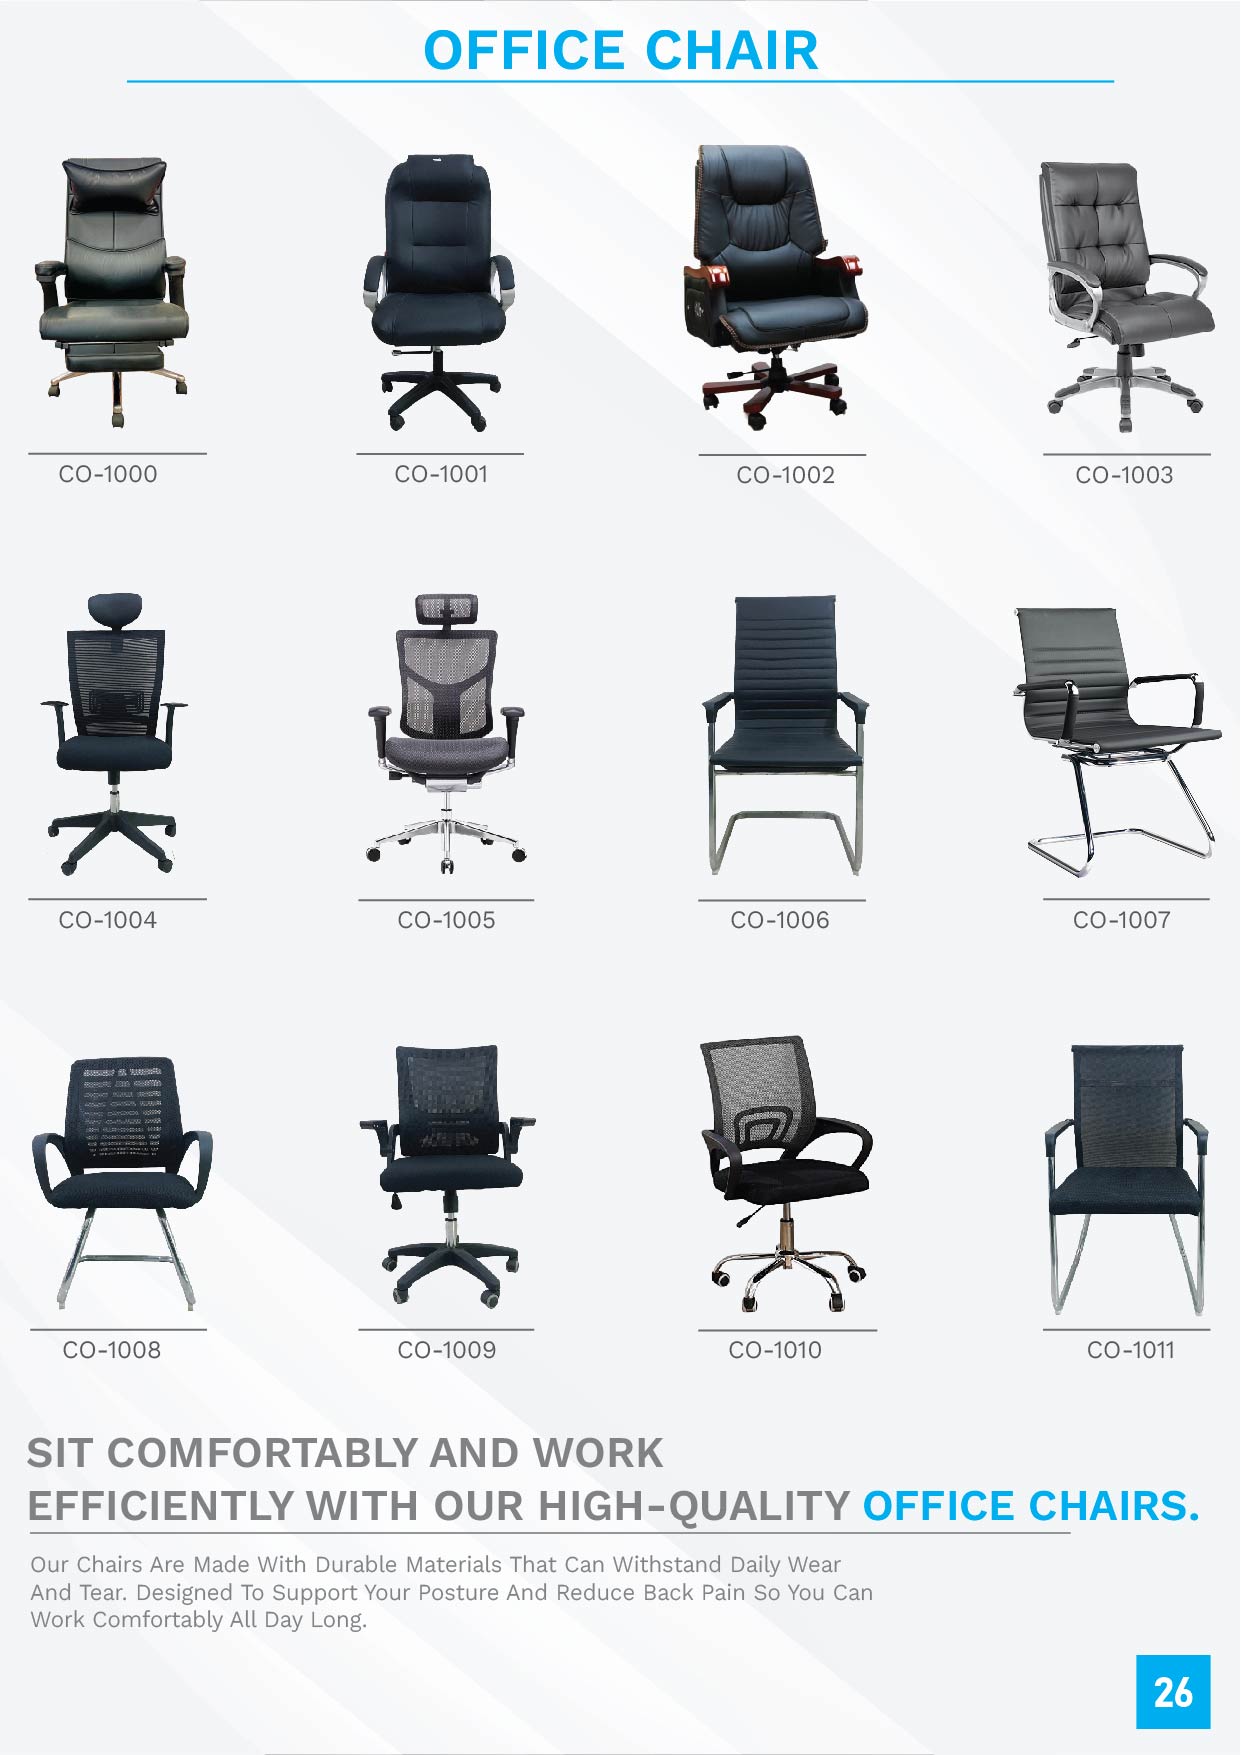 OFFICE CHAIR
CO-1000
CO-1001
CO-1002
CO-1003
CO-1004
CO-1005
CO-1006
CO-1007
CO-1008
CO-1009
CO-1010
CO-1011
SIT COMFORTABLY AND WORK
EFFICIENTLY WITH OUR HIGH-QUALITY OFFICE CHAIRS.
Our Chairs Are Made With Durable Materials That Can Withstand Daily Wear
And Tear. Designed To Support Your Posture And Reduce Back Pain So You Can
Work Comfortably All Day Long.
26